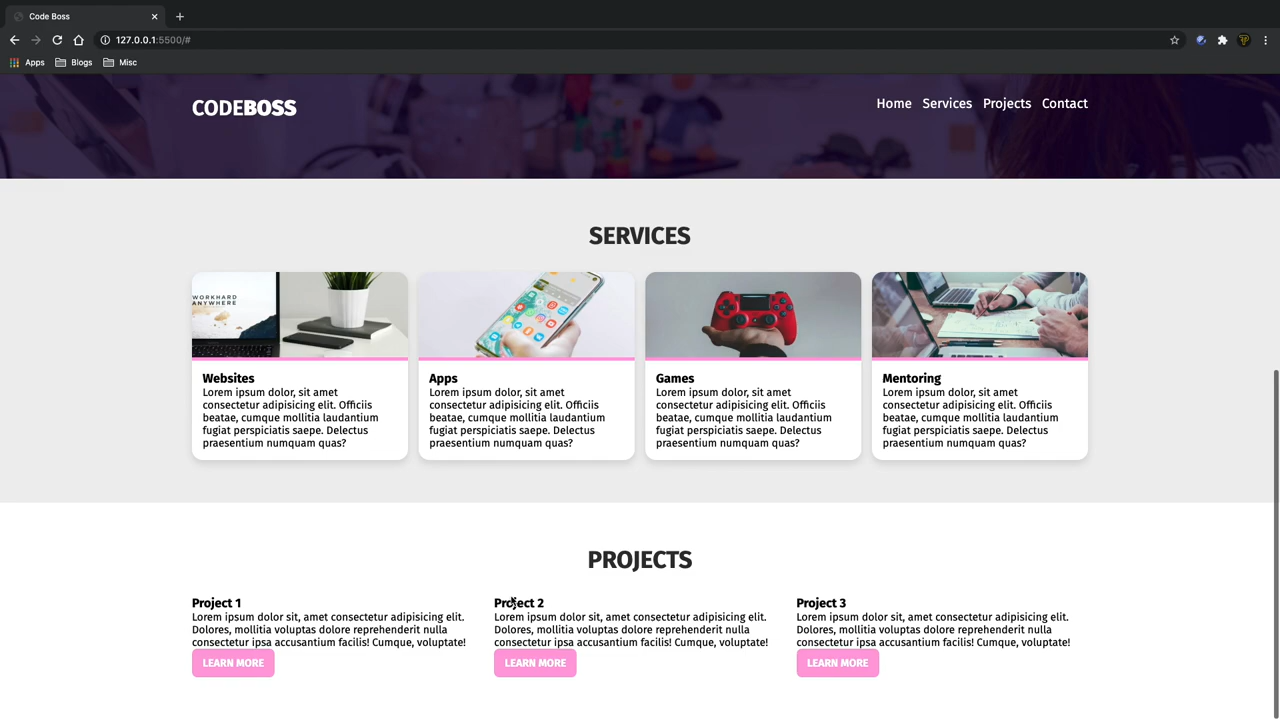 Code Boss
127.0.0.1:5500/#
Apps Blogs Misc
CODEBOSS
Home Services Projects Contact
SERVICES
WORKHARD
ANYWHERE
Websites
Lorem ipsum dolor, sit amet
consectetur adipisicing elit. Officiis
beatae, cumque mollitia laudantium
fugiat perspiciatis saepe. Delectus
praesentium numquam quas?
Apps
Lorem ipsum dolor, sit amet
consectetur adipisicing elit. Officiis
beatae, cumque mollitia laudantium
fugiat perspiciatis saepe. Delectus
praesentium numquam quas?
Games
Lorem ipsum dolor, sit amet
consectetur adipisicing elit. Officiis
beatae, cumque mollitia laudantium
fugiat perspiciatis saepe. Delectus
praesentium numquam quas?
Mentoring
Lorem ipsum dolor, sit amet
consectetur adipisicing elit. Officiis
beatae, cumque mollitia laudantium
fugiat perspiciatis saepe. Delectus
praesentium numquam quas?
PROJECTS
Project 1
Lorem ipsum dolor sit, amet consectetur adipisicing elit.
Dolores, mollitia voluptas dolore reprehenderit nulla
consectetur ipsa accusantium facilis! Cumque, voluptate!
LEARN MORE
Project 2
Lorem ipsum dolor sit, amet consectetur adipisicing elit.
Dolores, mollitia voluptas dolore reprehenderit nulla
consectetur ipsa accusantium facilis! Cumque, voluptate!
LEARN MORE
Project 3
Lorem ipsum dolor sit, amet consectetur adipisicing elit.
Dolores, mollitia voluptas dolore reprehenderit nulla
consectetur ipsa accusantium facilis! Cumque, voluptate!
LEARN MORE